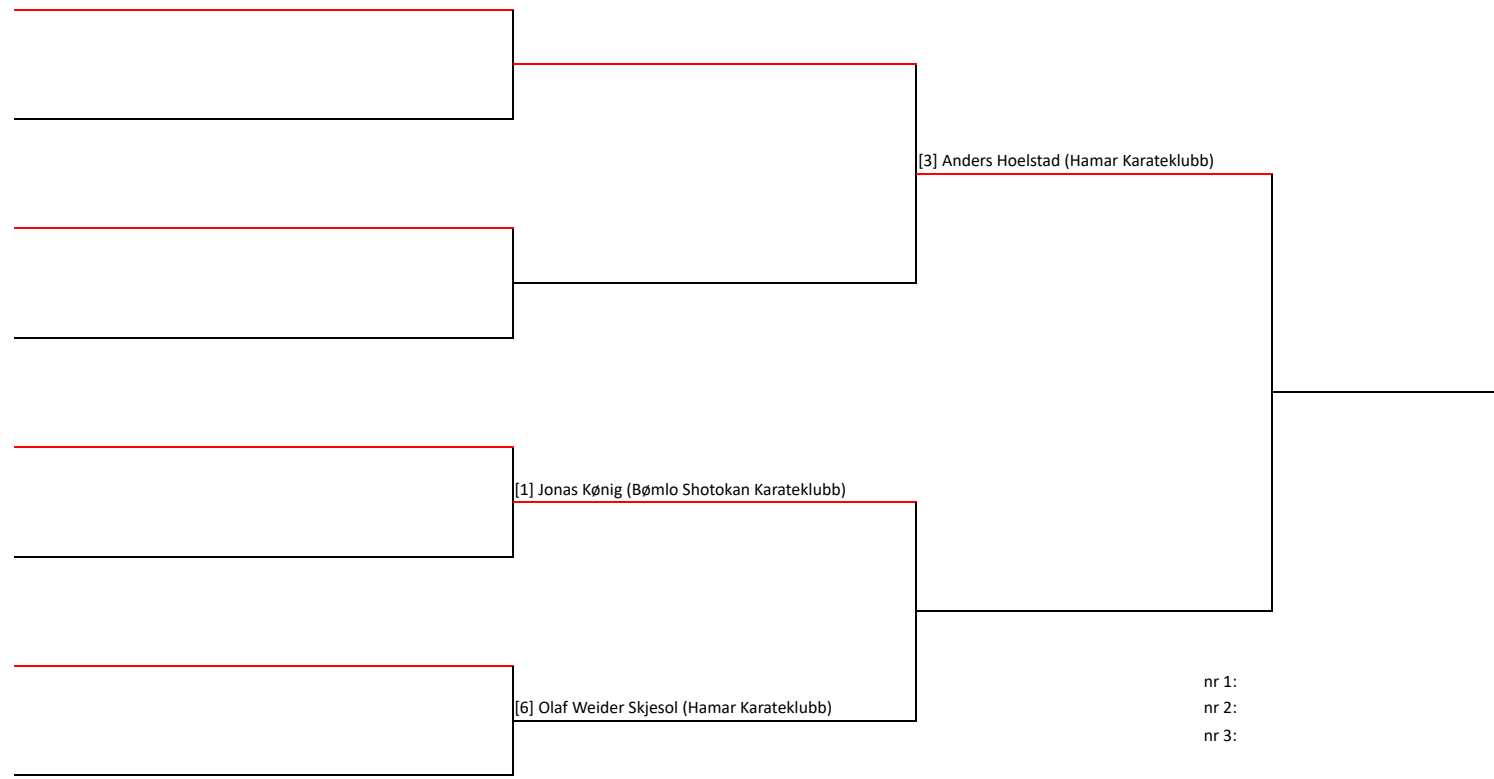 [3] Anders Hoelstad (Hamar Karateklubb)
[1] Jonas Kønig (Bømlo Shotokan Karateklubb)
[6] Olaf Weider Skjesol (Hamar Karateklubb)
nr 1:
nr 2:
nr 3: